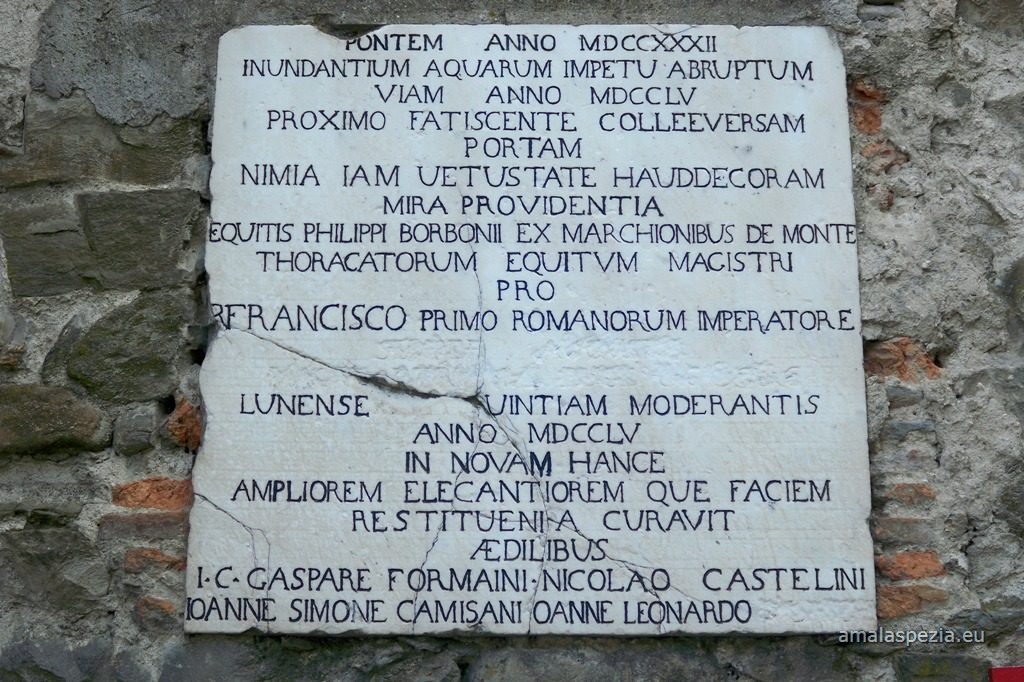 PONTEM ANNO MDCCXXXII
INUNDANTIUM AQUARUM IMPETU ABRUPTUM
VIAM ANNO MDCCLV
PROXIMO FATISCENTE COLLEEVERSAM
PORTAM
NIMIA IAM UETUSTATE HAUDDECORAM
MIRA PROVIDENTIA
EQUITIS PHILIPPI BORBONII EX MARCHIONIBUS DE MONTE
THORACATORUM EQUITVM MAGISTRI
PRO
FRANCISCO PRIMO ROMANORUM IMPERATORE
LUNENSE UINTIAM MODERANTIS
ANNO MDCCLV
IN NOVAM HANCE
AMPLIOREM ELECANTIOREM QUE FACIEM
RESTITUENIA CURAVIT
ÆDILIBUS
I·C·GASPARE FORMAINI·NICOLAO CASTELINI
IOANNE SIMONE CAMISANI OANNE LEONARDO
amalaspezia.eu